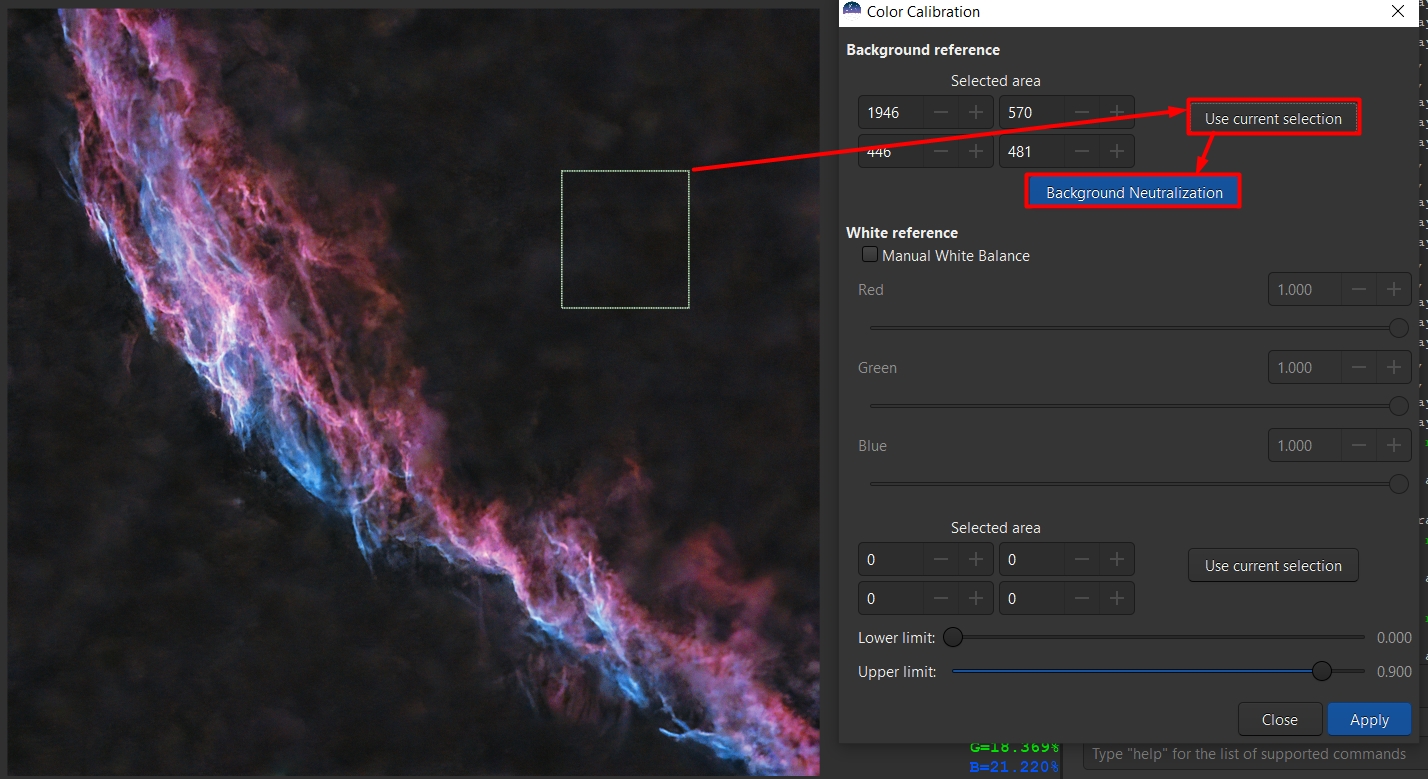 Color Calibration
Background reference
Selected area
1946 570
Use current selection
446 481
Background Neutralization
White reference
Manual White Balance
Red 1.000
Green 1.000
Blue 1.000
Selected area
0 0
Use current selection
0 0
Lower limit: 0.000
Upper limit: 0.900
Close Apply
G=18.369%
B=21.220%
Type "help" for the list of supported commands